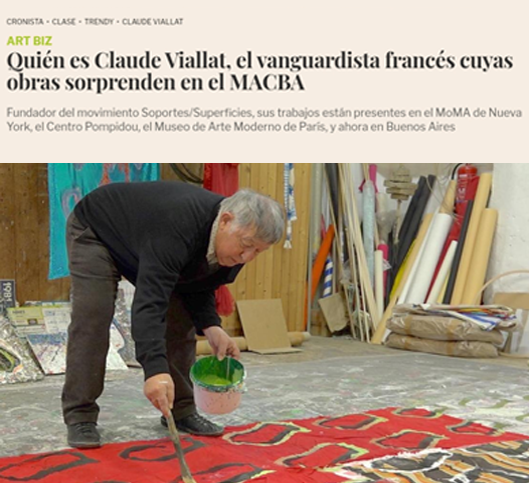 CRONISTA • CLASE • TRENDY • CLAUDE VIALLAT
ART BIZ
Quién es Claude Viallat, el vanguardista francés cuyas
obras sorprenden en el MACBA
Fundador del movimiento Soportes/Superficies, sus trabajos están presentes en el MoMA de Nueva
York, el Centro Pompidou, el Museo de Arte Moderno de París, y ahora en Buenos Aires